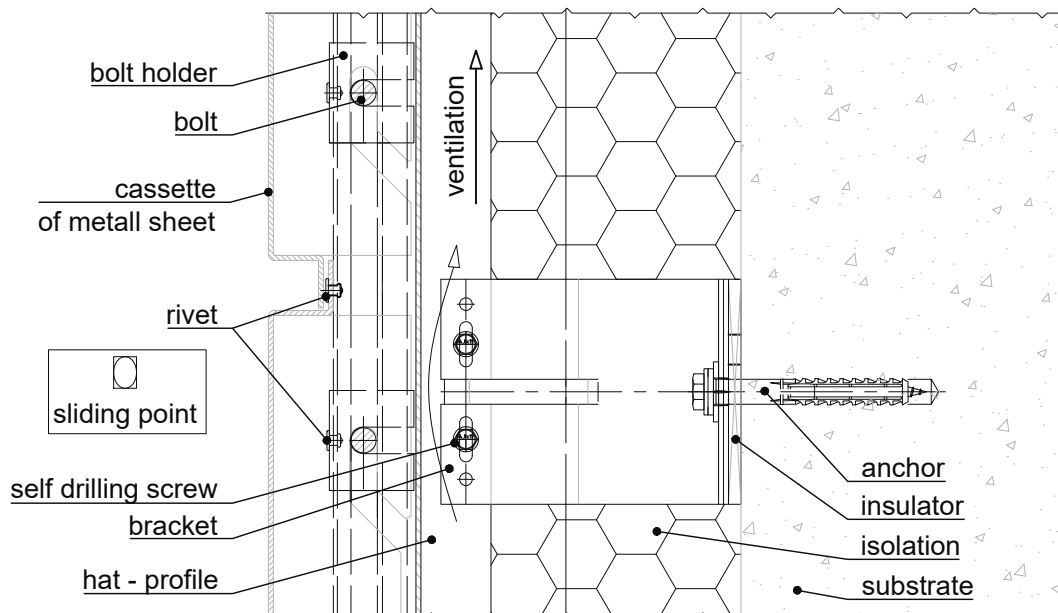 bolt holder
bolt
ventilation
cassette
of metall sheet
rivet
sliding point
self drilling screw
bracket
hat - profile
anchor
insulator
isolation
substrate